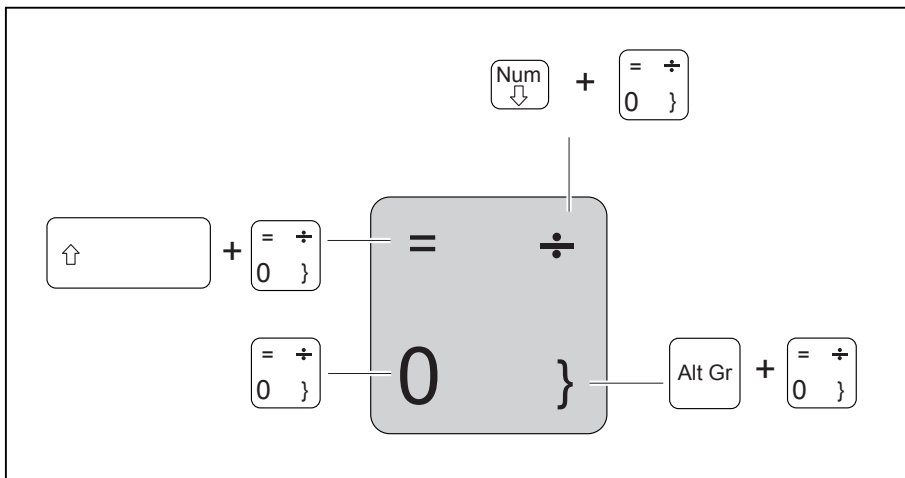 Num + = ÷
0 }
+ = ÷
0 }
= ÷
= ÷
0 }
0 }
Alt Gr + = ÷
0 }